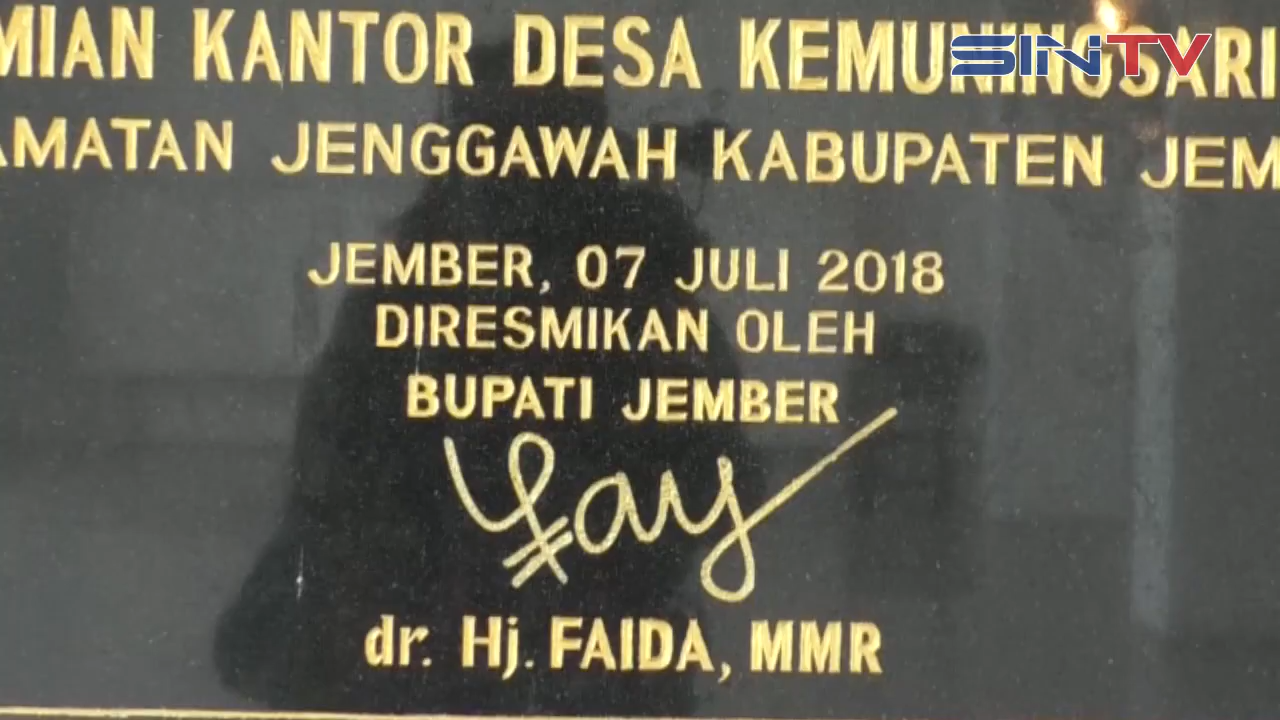 MIAN KANTOR DESA KEMUNINGSARI
SINTV
AMATAN JENGGAWAH KABUPATEN JEM
JEMBER, 07 JULI 2018
DIRESMIKAN OLEH
BUPATI JEMBER
dr. Hj. FAIDA, MMR